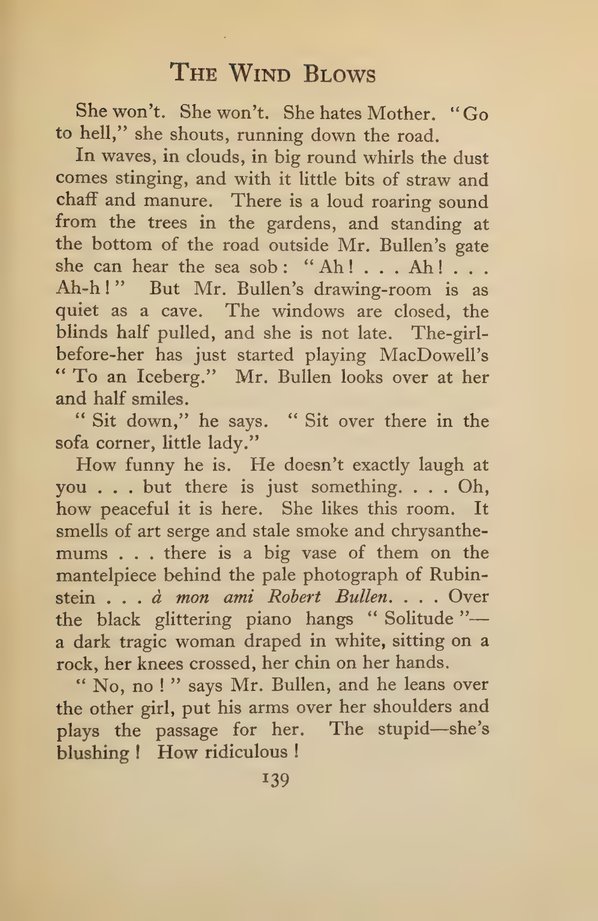 The Wind Blows
She won't. She won't. She hates Mother. "Go
to hell," she shouts, running down the road.
In waves, in clouds, in big round whirls the dust
comes stinging, and with it little bits of straw and
chaff and manure. There is a loud roaring sound
from the trees in the gardens, and standing at
the bottom of the road outside Mr. Bullen's gate
she can hear the sea sob : " Ah ! . . . Ah ! . . .
Ah-h ! " But Mr. Bullen's drawing-room is as
quiet as a cave. The windows are closed, the
blinds half pulled, and she is not late. The-girl-
before-her has just started playing MacDowell's
" To an Iceberg." Mr. Bullen looks over at her
and half smiles.
" Sit down," he says. " Sit over there in the
sofa corner, little lady."
How funny he is. He doesn't exactly laugh at
you . . . but there is just something. . . . Oh,
how peaceful it is here. She likes this room. It
smells of art serge and stale smoke and chrysanthe-
mums . . . there is a big vase of them on the
mantelpiece behind the pale photograph of Rubin-
stein . . . à mon ami Robert Bullen. . . . Over
the black glittering piano hangs " Solitude "—
a dark tragic woman draped in white, sitting on a
rock, her knees crossed, her chin on her hands.
" No, no ! " says Mr. Bullen, and he leans over
the other girl, put his arms over her shoulders and
plays the passage for her. The stupid—she's
blushing ! How ridiculous !
139